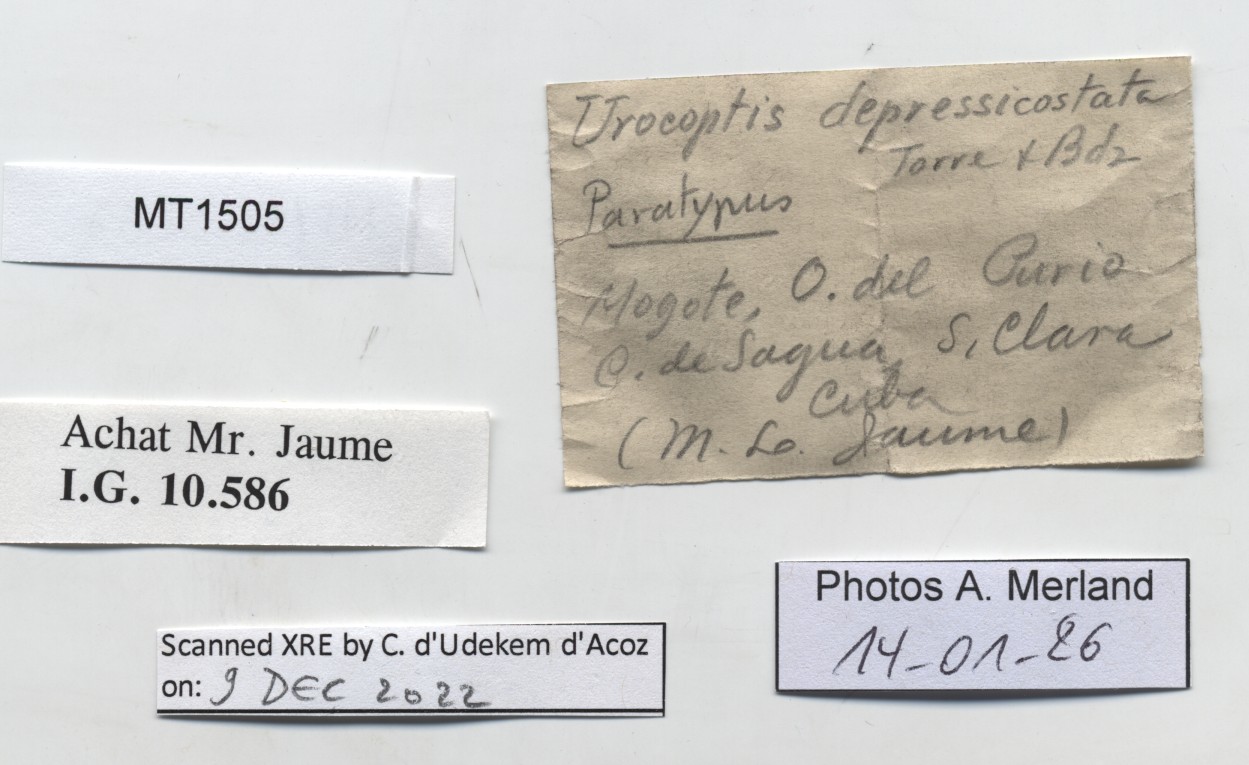 Urocoptis depressicostata
Torre & Bdz
Paratypus
Mogote, O. del Purio
C. de Sagua, S. Clara
Cuba
(M. L. Jaume)
MT1505
Achat Mr. Jaume
I.G. 10.586
Scanned XRE by C. d'Udekem d'Acoz
on: 9 DEC 2022
Photos A. Merland
14-01-26